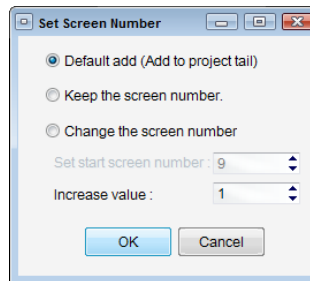 Set Screen Number
Default add (Add to project tail)
Keep the screen number.
Change the screen number
Set start screen number : 9
Increase value : 1
OK Cancel